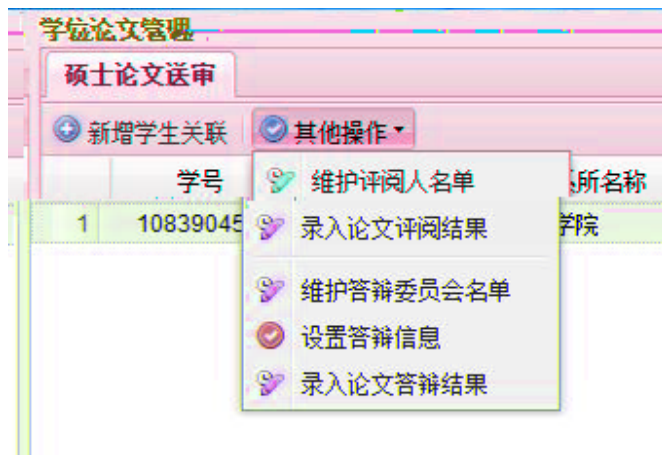 学位论文管理
硕士论文送审
新增学生关联 其他操作
学号 所名称
维护评阅人名单
1 10839045 学院
录入论文评阅结果
维护答辩委员会名单
设置答辩信息
录入论文答辩结果